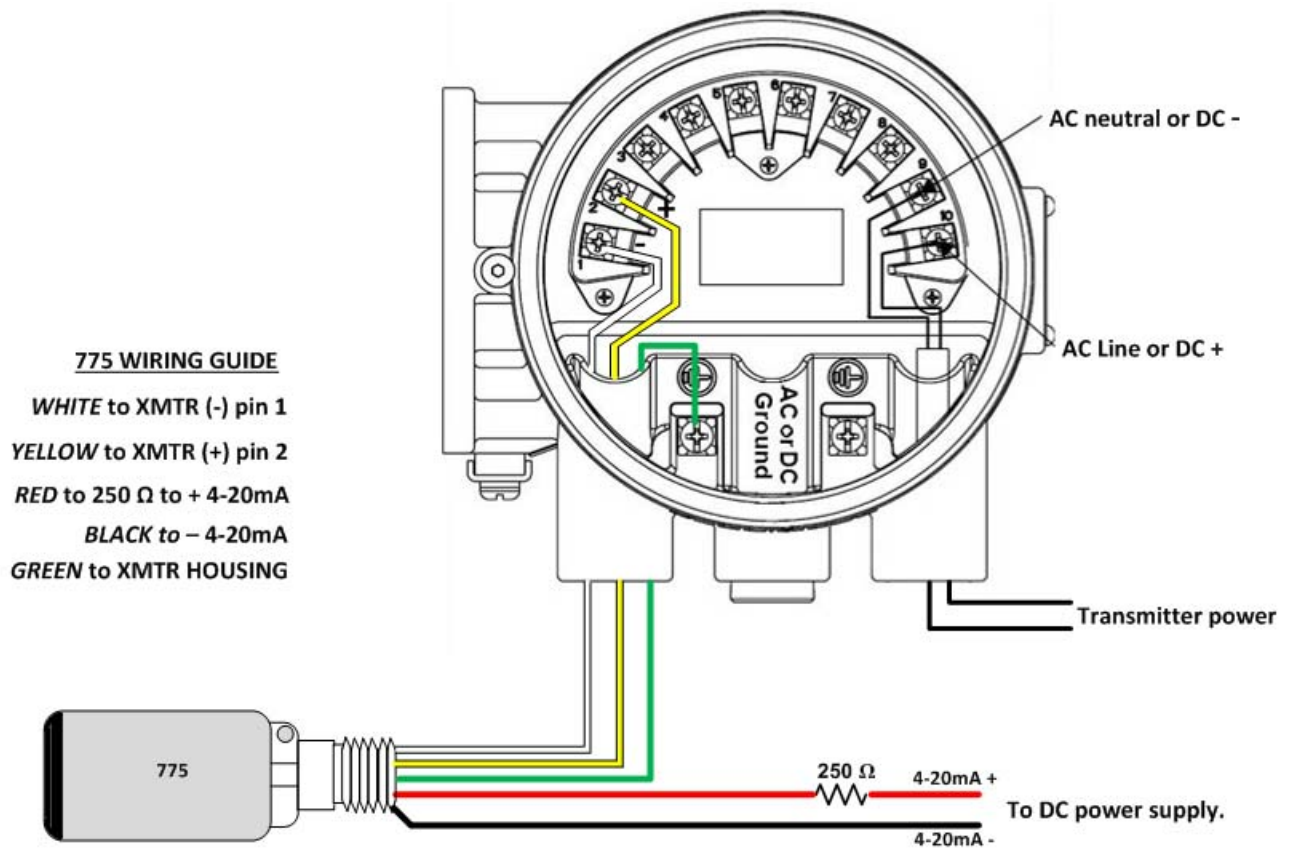 5
6
7
4
8
3
9
2
+
10
-
1
AC neutral or DC -
AC Line or DC +
AC or DC
Ground
775 WIRING GUIDE
WHITE to XMTR (-) pin 1
YELLOW to XMTR (+) pin 2
RED to 250 Ω to + 4-20mA
BLACK to – 4-20mA
GREEN to XMTR HOUSING
Transmitter power
775
250 Ω
4-20mA +
To DC power supply.
4-20mA -